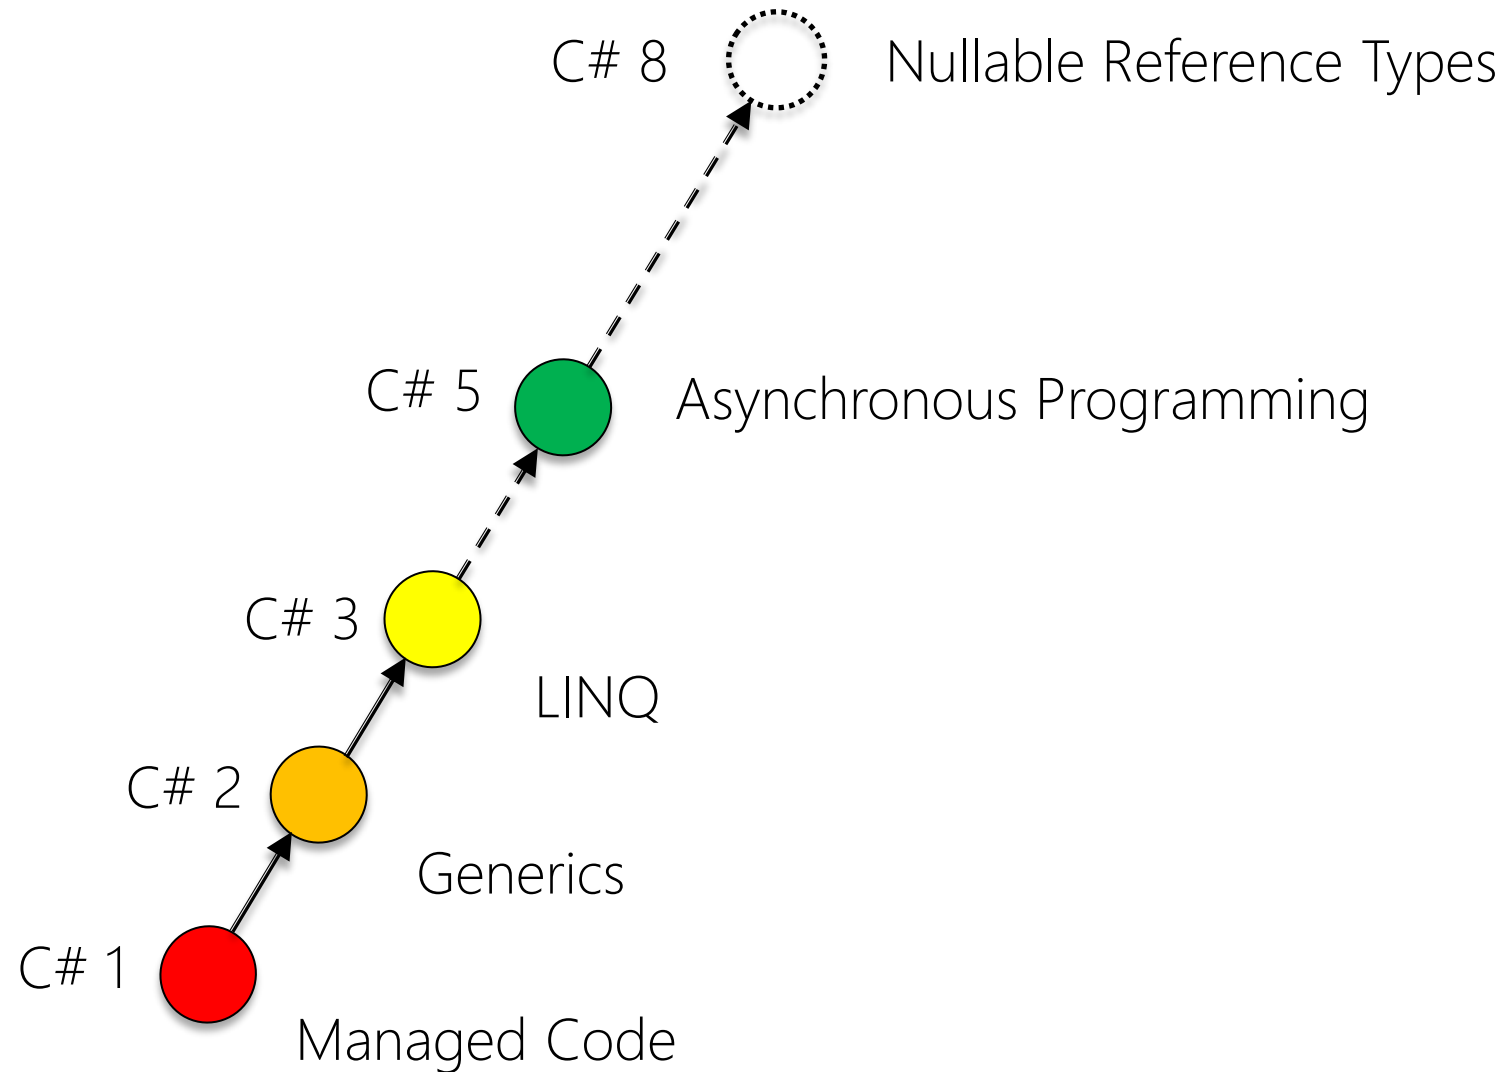 C# 8 Nullable Reference Types
C# 5 Asynchronous Programming
C# 3
LINQ
C# 2
Generics
C# 1
Managed Code